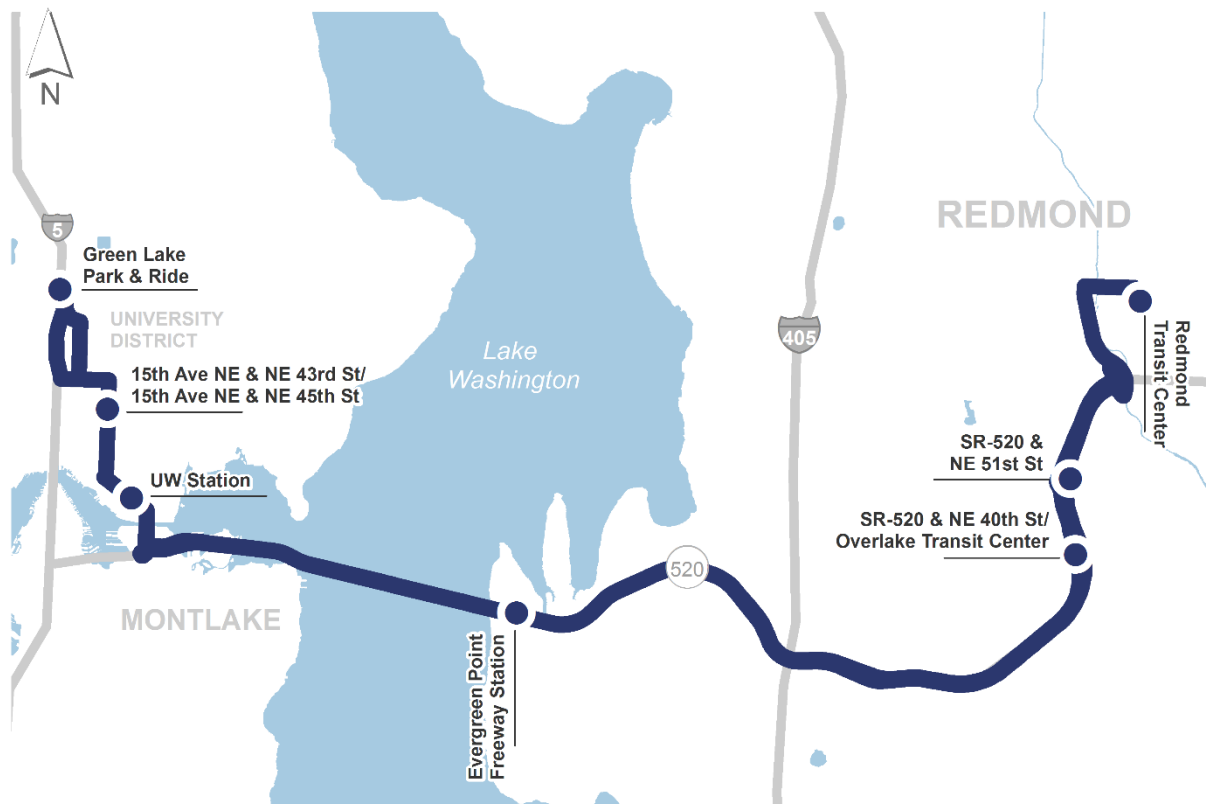 N
5
Green Lake
Park & Ride
UNIVERSITY
DISTRICT
15th Ave NE & NE 43rd St/
15th Ave NE & NE 45th St
UW Station
MONTLAKE
Lake
Washington
Evergreen Point
Freeway Station
520
405
REDMOND
Redmond
Transit Center
SR-520 &
NE 51st St
SR-520 & NE 40th St/
Overlake Transit Center